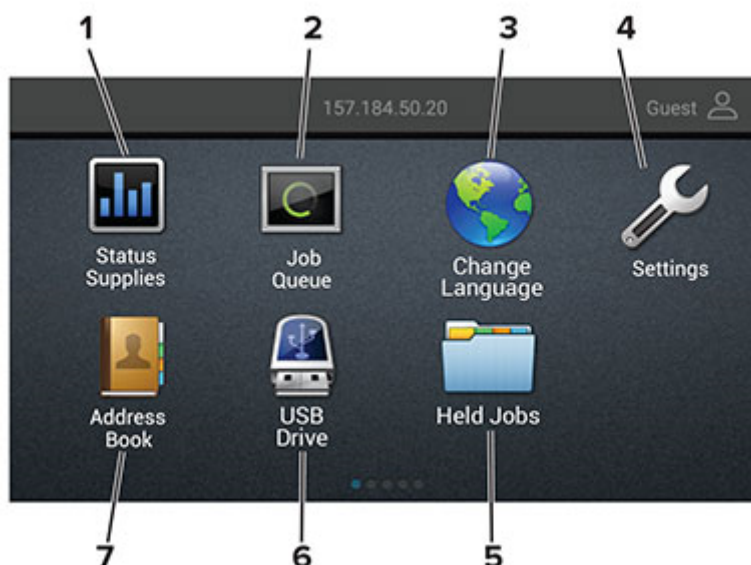 1 2 3 4
157.184.50.20 Guest
Status
Supplies
Job
Queue
Change
Language
Settings
Address
Book
USB
Drive
Held Jobs
7 6 5